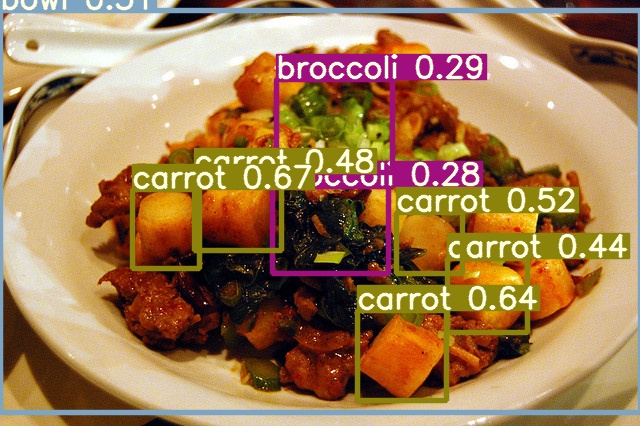 bowl 0.51
broccoli 0.29
carrot 0.48
carrot 0.67
broccoli 0.28
carrot 0.52
carrot 0.44
carrot 0.64